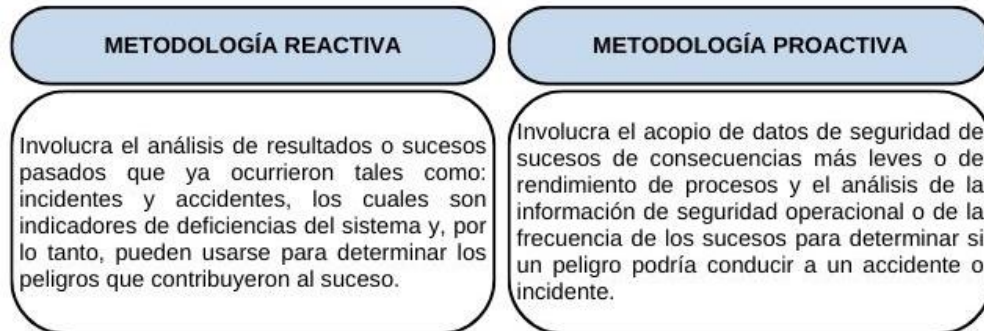 METODOLOGÍA REACTIVA
Involucra el análisis de resultados o sucesos
pasados que ya ocurrieron tales como:
incidentes y accidentes, los cuales son
indicadores de deficiencias del sistema y, por
lo tanto, pueden usarse para determinar los
peligros que contribuyeron al suceso.
METODOLOGÍA PROACTIVA
Involucra el acopio de datos de seguridad de
sucesos de consecuencias más leves o de
rendimiento de procesos y el análisis de la
información de seguridad operacional o de la
frecuencia de los sucesos para determinar si
un peligro podría conducir a un accidente o
incidente.